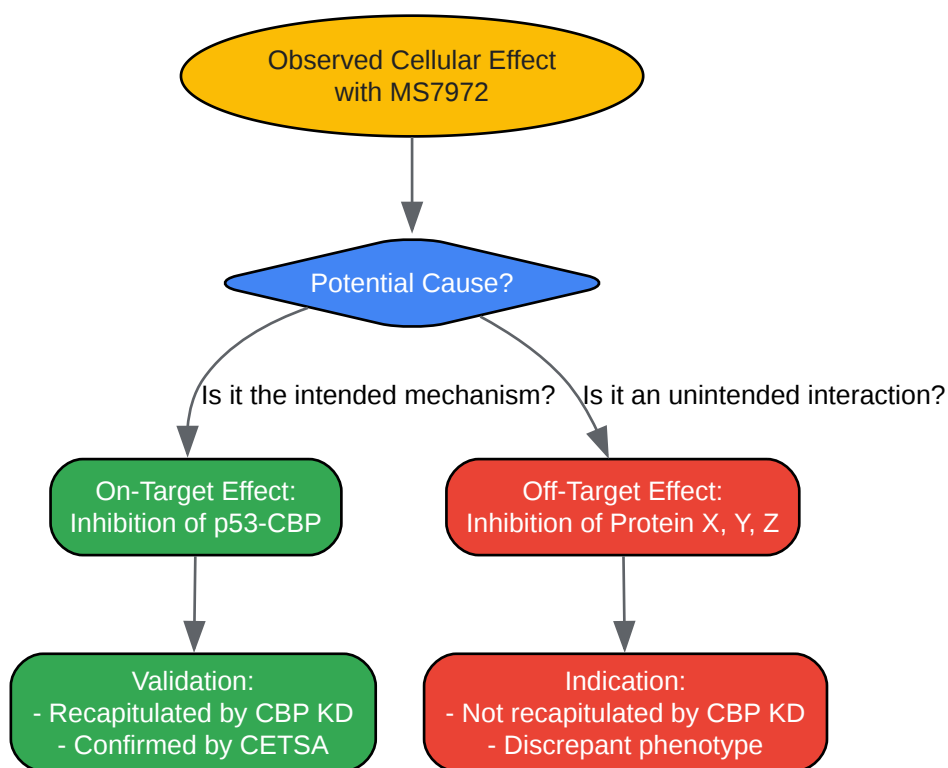 Observed Cellular Effect
with MS7972
Potential Cause?
Is it the intended mechanism?
Is it an unintended interaction?
On-Target Effect:
Inhibition of p53-CBP
Off-Target Effect:
Inhibition of Protein X, Y, Z
Validation:
- Recapitulated by CBP KD
- Confirmed by CETSA
Indication:
- Not recapitulated by CBP KD
- Discrepant phenotype